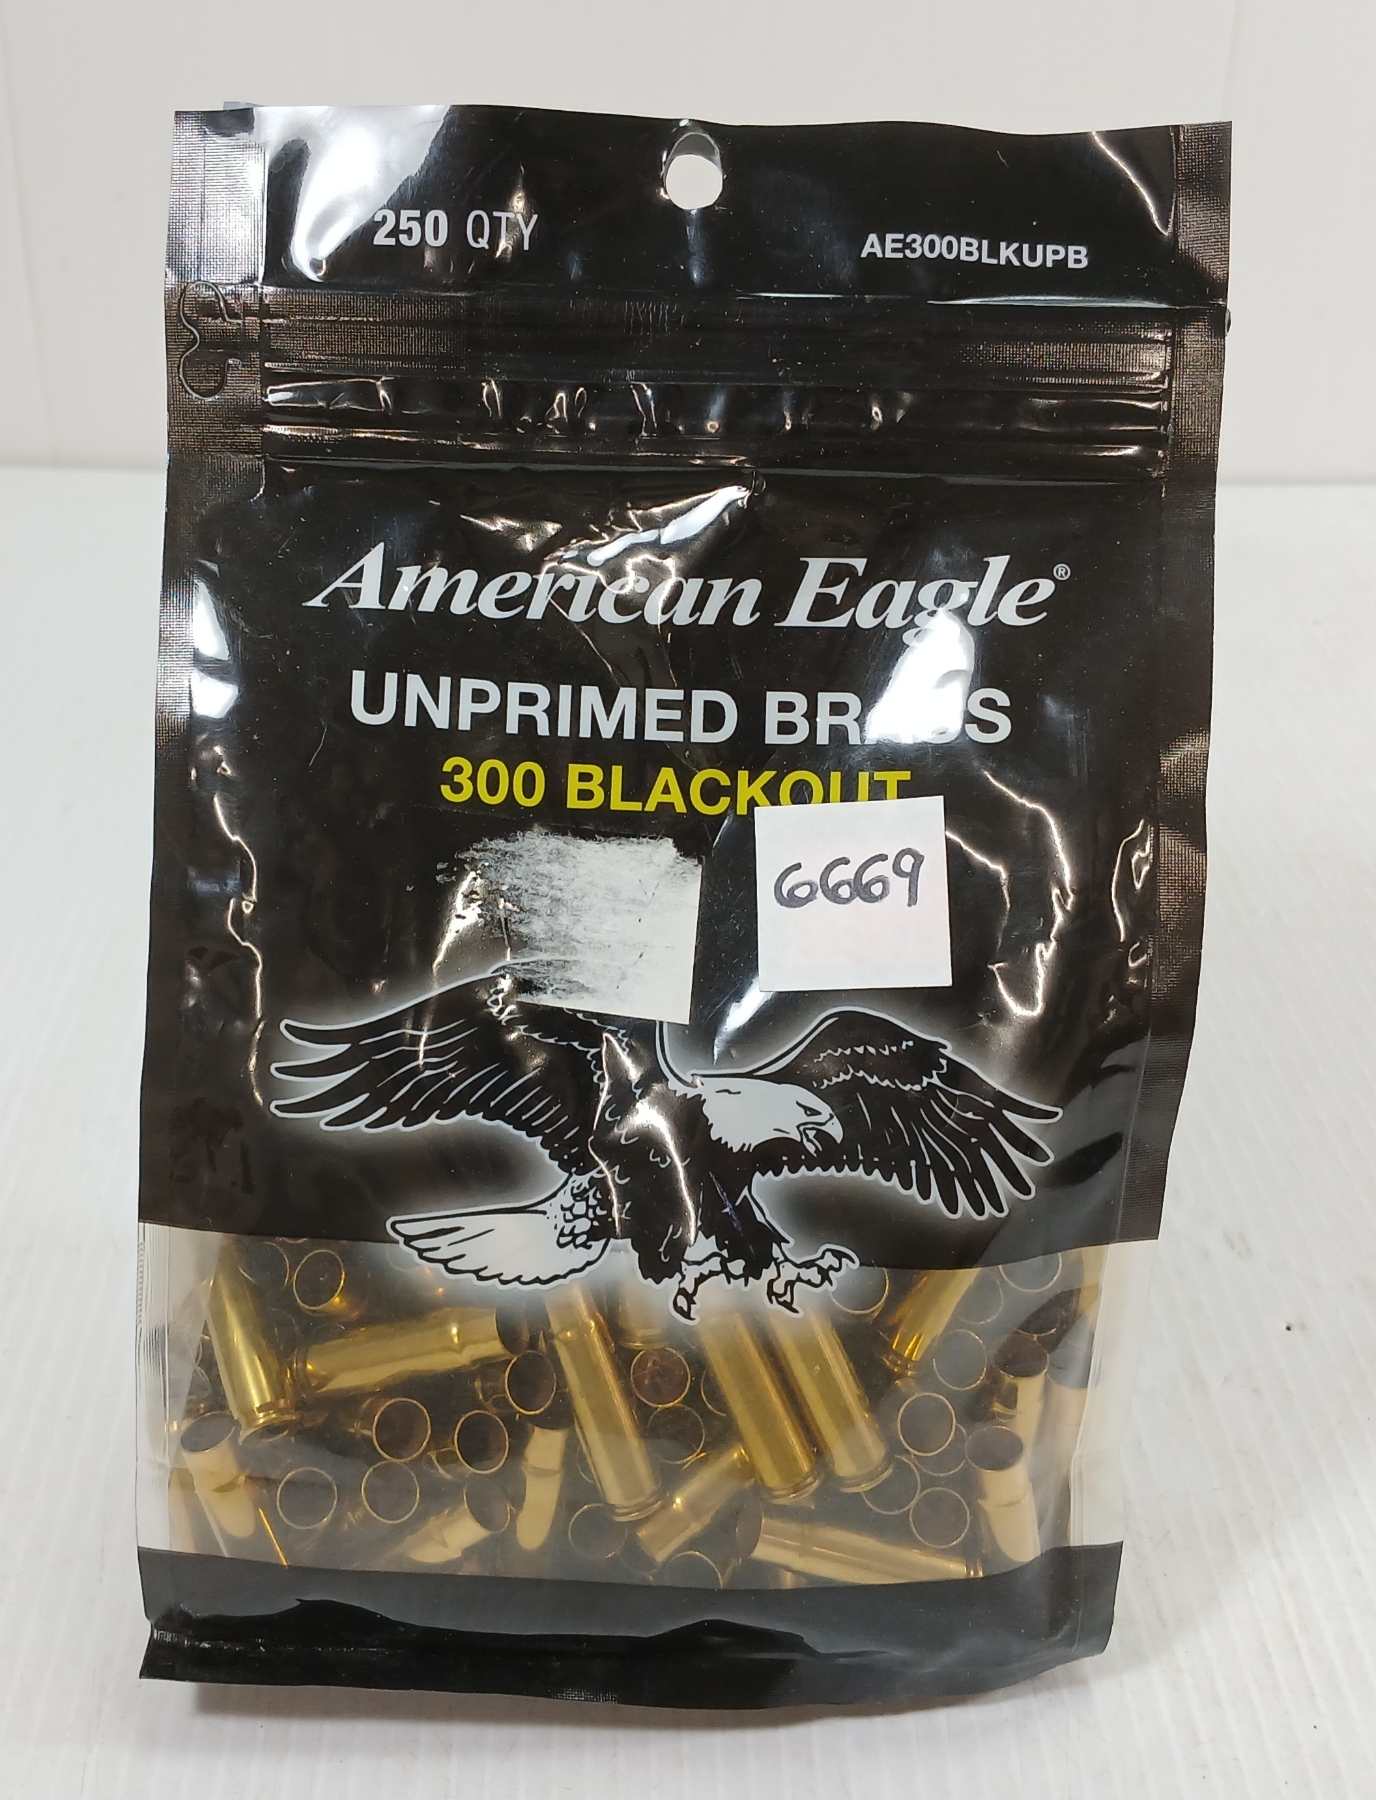 250 QTY
AE300BLKUPB
American Eagle®
UNPRIMED BRASS
300 BLACKOUT
6669